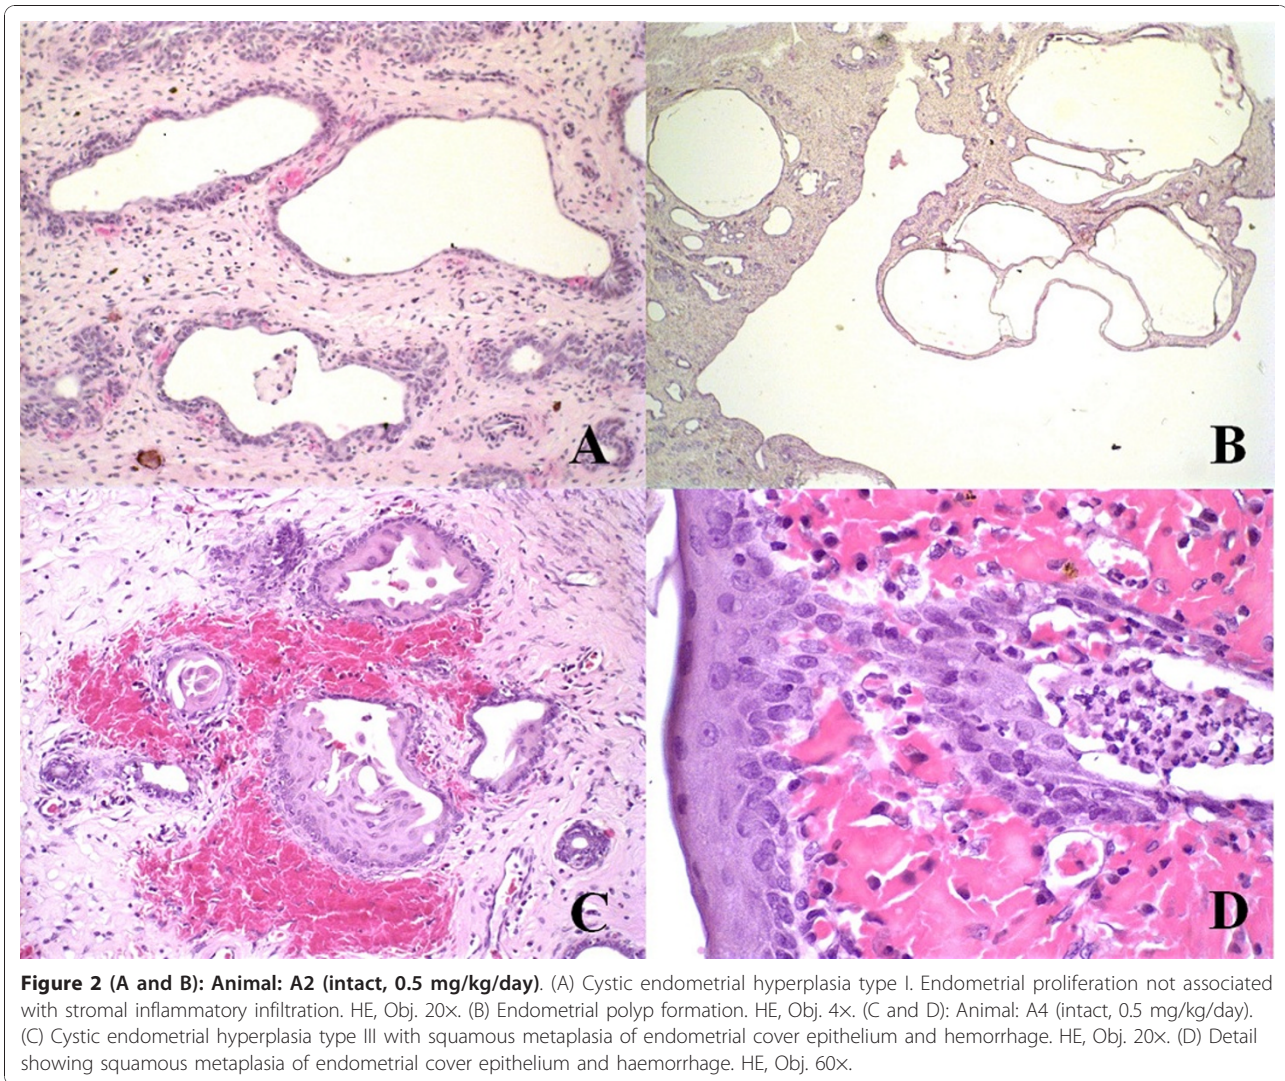 A
B
C
D
Figure 2 (A and B): Animal: A2 (intact, 0.5 mg/kg/day). (A) Cystic endometrial hyperplasia type I. Endometrial proliferation not associated
with stromal inflammatory infiltration. HE, Obj. 20×. (B) Endometrial polyp formation. HE, Obj. 4×. (C and D): Animal: A4 (intact, 0.5 mg/kg/day).
(C) Cystic endometrial hyperplasia type III with squamous metaplasia of endometrial cover epithelium and hemorrhage. HE, Obj. 20×. (D) Detail
showing squamous metaplasia of endometrial cover epithelium and haemorrhage. HE, Obj. 60×.